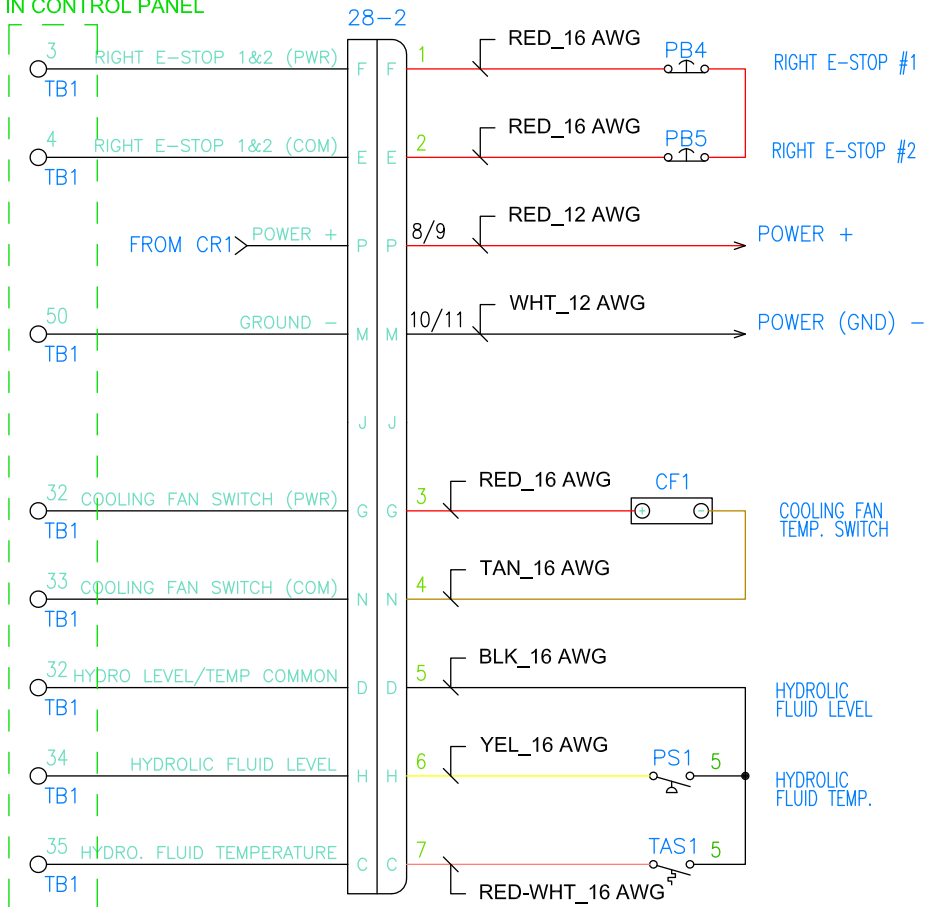 IN CONTROL PANEL
28-2
3 RIGHT E-STOP 1&2 (PWR) F F 1 RED_16 AWG PB4 RIGHT E-STOP #1
TB1
4 RIGHT E-STOP 1&2 (COM) E E 2 RED_16 AWG PB5 RIGHT E-STOP #2
TB1
FROM CR1 POWER + P P 8/9 RED_12 AWG POWER +
50 GROUND - M M 10/11 WHT_12 AWG POWER (GND) -
TB1
J J
32 COOLING FAN SWITCH (PWR) G G 3 RED_16 AWG CF1 + - COOLING FAN
TEMP. SWITCH
TB1
33 COOLING FAN SWITCH (COM) N N 4 TAN_16 AWG
TB1
32 HYDRO LEVEL/TEMP COMMON D D 5 BLK_16 AWG HYDROLIC
FLUID LEVEL
TB1
34 HYDROLIC FLUID LEVEL H H 6 YEL_16 AWG PS1 5 HYDROLIC
FLUID TEMP.
TB1
35 HYDRO. FLUID TEMPERATURE C C 7 TAS1 5
TB1
RED-WHT_16 AWG